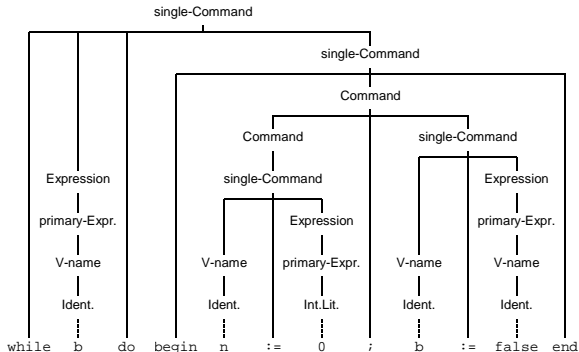 single-Command
single-Command
Command
Command single-Command
Expression single-Command Expression
primary-Expr. Expression primary-Expr.
V-name V-name primary-Expr. V-name V-name
Ident. Ident. Int.Lit. Ident. Ident.
while b do begin n := 0 ; b := false end